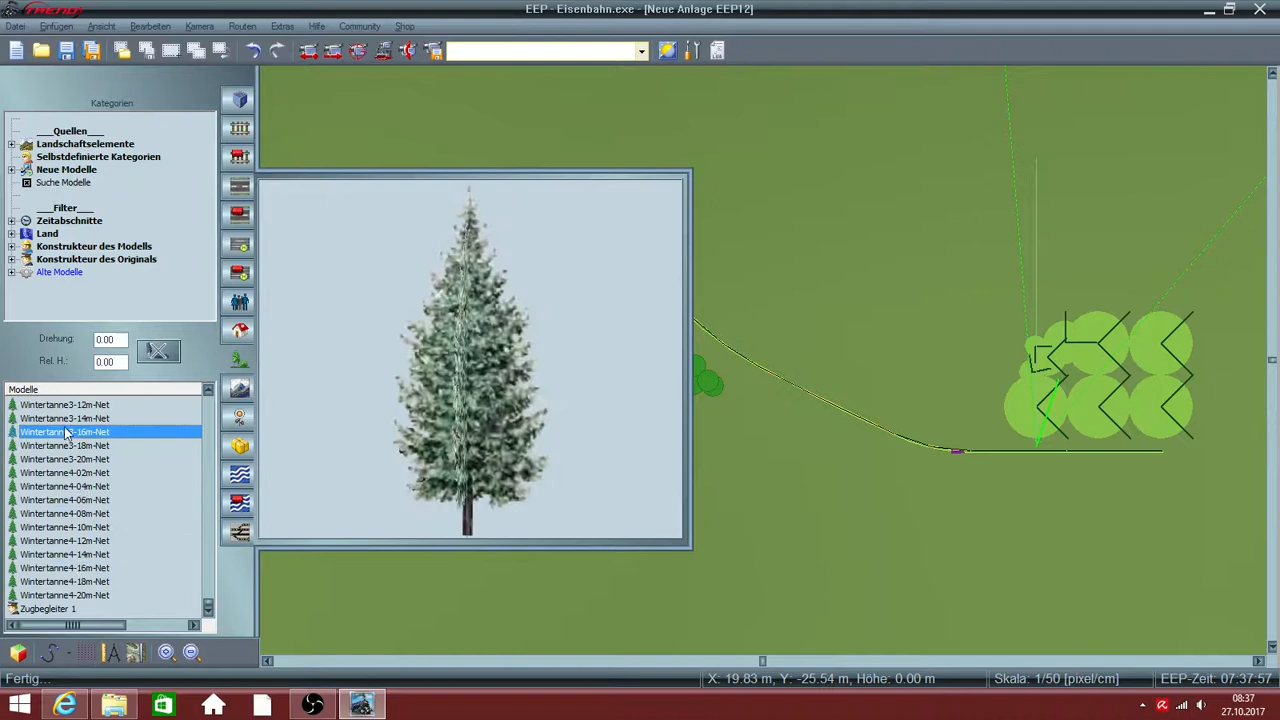 TREND
EEP - Eisenbahn.exe - [Neue Anlage EEP12]
Datei Einfügen Ansicht Bearbeiten Kamera Routen Extras Hilfe Community Shop
Kategorien
___Quellen___
Landschaftselemente
Selbstdefinierte Kategorien
Neue Modelle
Suche Modelle
___Filter___
Zeitabschnitte
Land
Konstrukteur des Modells
Konstrukteur des Originals
Alte Modelle
Drehung: 0.00
Rel. H.: 0.00
Modelle
Wintertanne3-12m-Net
Wintertanne3-14m-Net
Wintertanne3-16m-Net
Wintertanne3-18m-Net
Wintertanne3-20m-Net
Wintertanne4-02m-Net
Wintertanne4-04m-Net
Wintertanne4-06m-Net
Wintertanne4-08m-Net
Wintertanne4-10m-Net
Wintertanne4-12m-Net
Wintertanne4-14m-Net
Wintertanne4-16m-Net
Wintertanne4-18m-Net
Wintertanne4-20m-Net
Zugbegleiter 1
Fertig... X: 19.83 m, Y: -25.54 m, Höhe: 0.00 m Skala: 1/50 [pixel/cm] EEP-Zeit: 07:37:57
08:37
27.10.2017